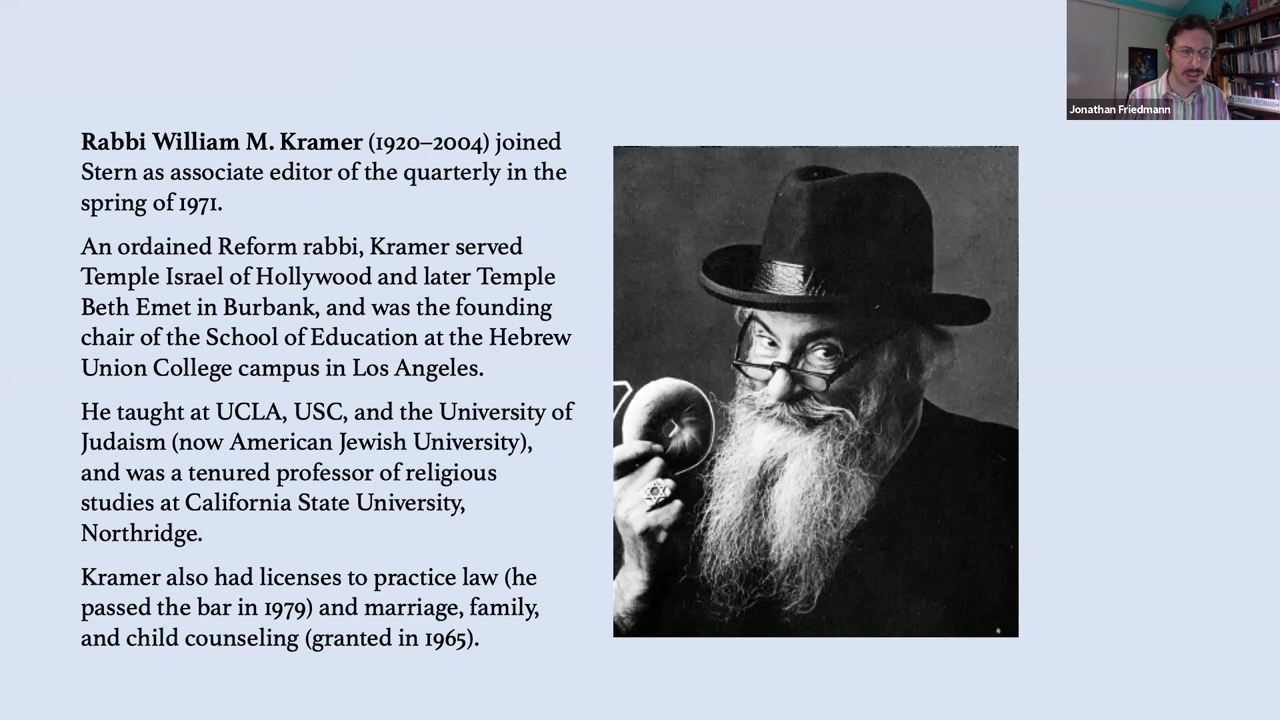 Rabbi William M. Kramer (1920–2004) joined
Stern as associate editor of the quarterly in the
spring of 1971.
An ordained Reform rabbi, Kramer served
Temple Israel of Hollywood and later Temple
Beth Emet in Burbank, and was the founding
chair of the School of Education at the Hebrew
Union College campus in Los Angeles.
He taught at UCLA, USC, and the University of
Judaism (now American Jewish University),
and was a tenured professor of religious
studies at California State University,
Northridge.
Kramer also had licenses to practice law (he
passed the bar in 1979) and marriage, family,
and child counseling (granted in 1965).
Jonathan Friedmann